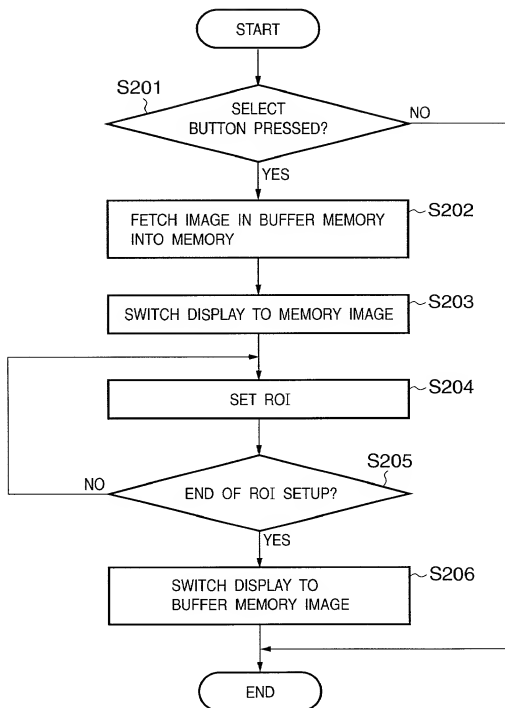 START
S201
SELECT
BUTTON PRESSED?
NO
YES
FETCH IMAGE IN BUFFER MEMORY
INTO MEMORY
S202
SWITCH DISPLAY TO MEMORY IMAGE
S203
SET ROI
S204
S205
END OF ROI SETUP?
NO
YES
SWITCH DISPLAY TO
BUFFER MEMORY IMAGE
S206
END